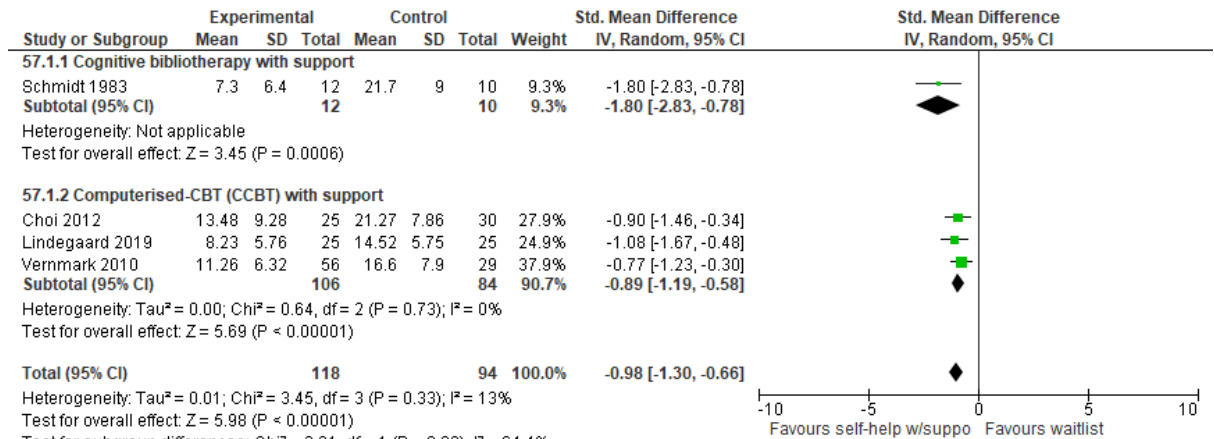 Experimental Control Std. Mean Difference Std. Mean Difference
Study or Subgroup Mean SD Total Mean SD Total Weight IV, Random, 95% CI IV, Random, 95% CI
57.1.1 Cognitive bibliotherapy with support
Schmidt 1983 7.3 6.4 12 21.7 9 10 9.3% -1.80 [-2.83, -0.78]
Subtotal (95% CI) 12 10 9.3% -1.80 [-2.83, -0.78]
Heterogeneity: Not applicable
Test for overall effect: Z = 3.45 (P = 0.0006)
57.1.2 Computerised-CBT (CCBT) with support
Choi 2012 13.48 9.28 25 21.27 7.86 30 27.9% -0.90 [-1.46, -0.34]
Lindegaard 2019 8.23 5.76 25 14.52 5.75 25 24.9% -1.08 [-1.67, -0.48]
Vernmark 2010 11.26 6.32 56 16.6 7.9 29 37.9% -0.77 [-1.23, -0.30]
Subtotal (95% CI) 106 84 90.7% -0.89 [-1.19, -0.58]
Heterogeneity: Tau² = 0.00; Chi² = 0.64, df = 2 (P = 0.73); I² = 0%
Test for overall effect: Z = 5.69 (P < 0.00001)
Total (95% CI) 118 94 100.0% -0.98 [-1.30, -0.66]
Heterogeneity: Tau² = 0.01; Chi² = 3.45, df = 3 (P = 0.33); I² = 13%
Test for overall effect: Z = 5.98 (P < 0.00001)
-10 -5 0 5 10
Favours self-help w/suppo Favours waitlist